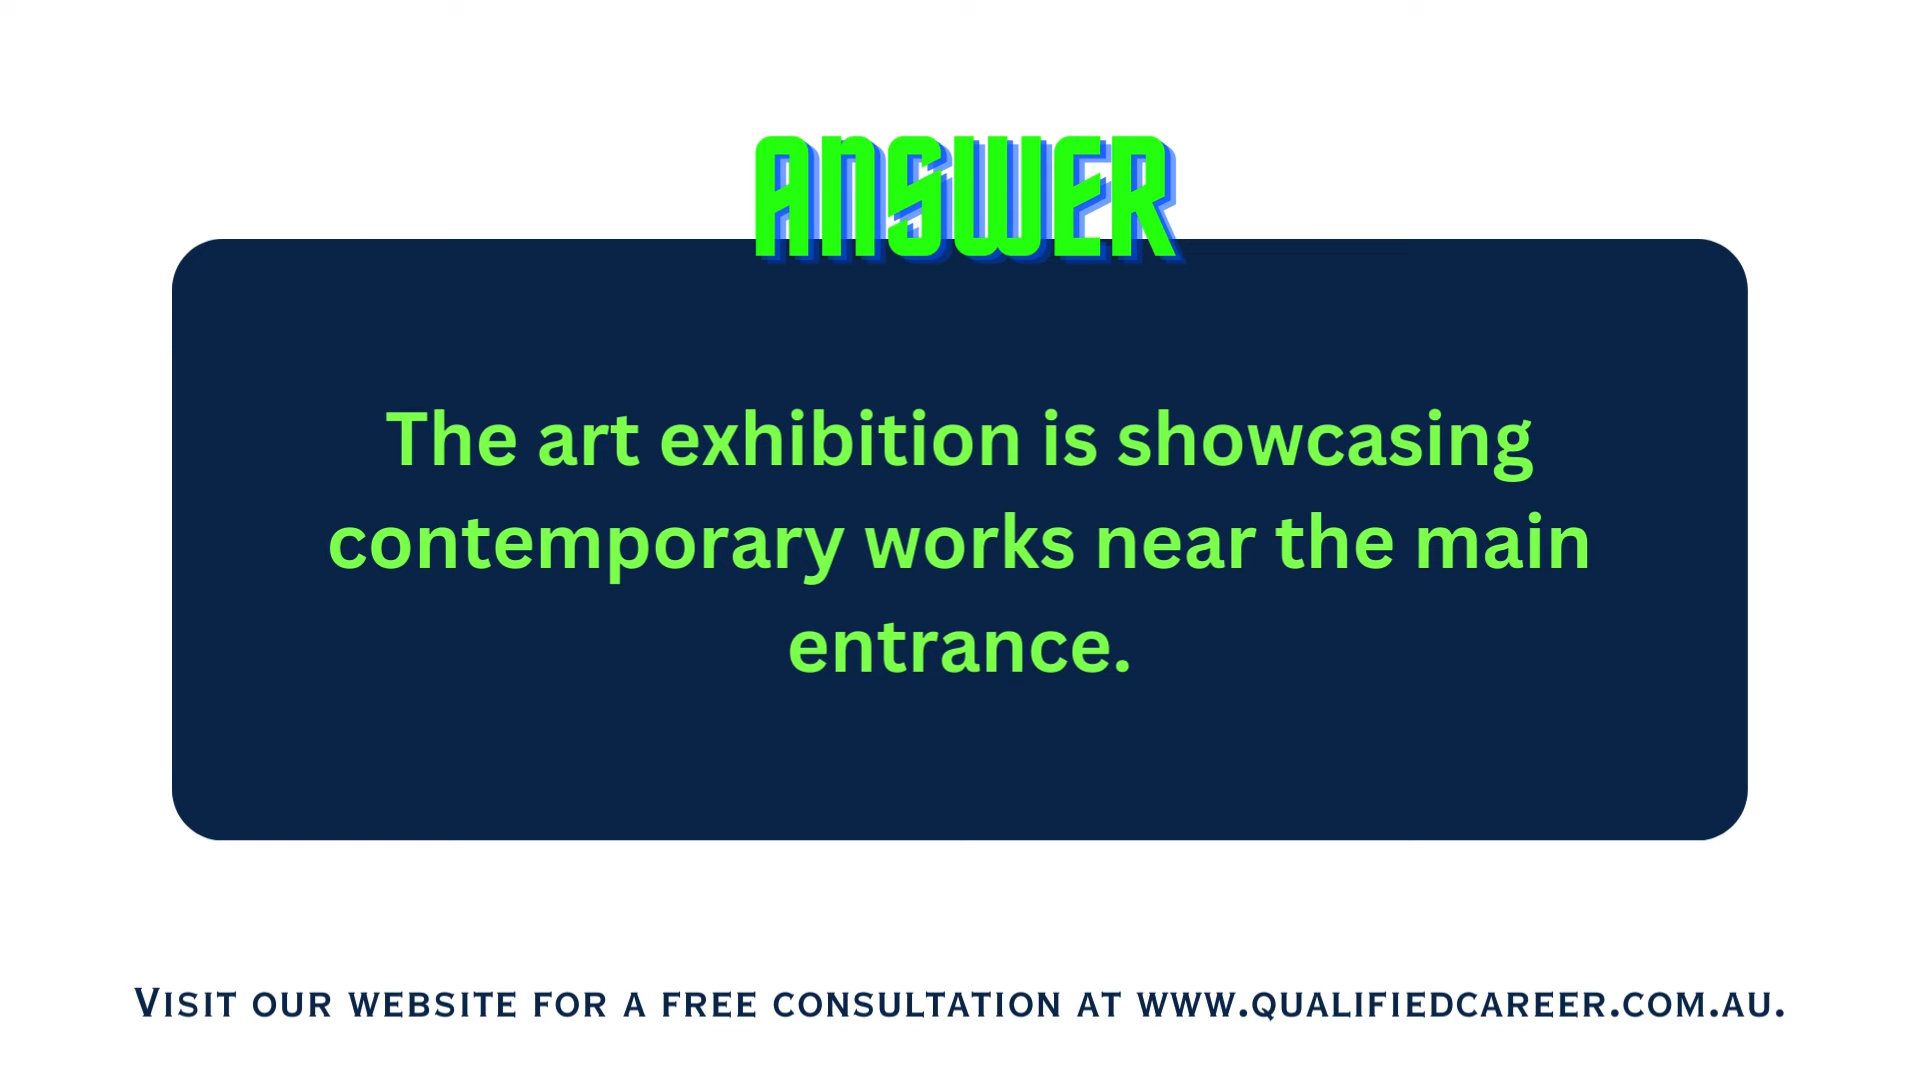 ANSWER
The art exhibition is showcasing
contemporary works near the main
entrance.
Visit our website for a free consultation at www.qualifiedcareer.com.au.